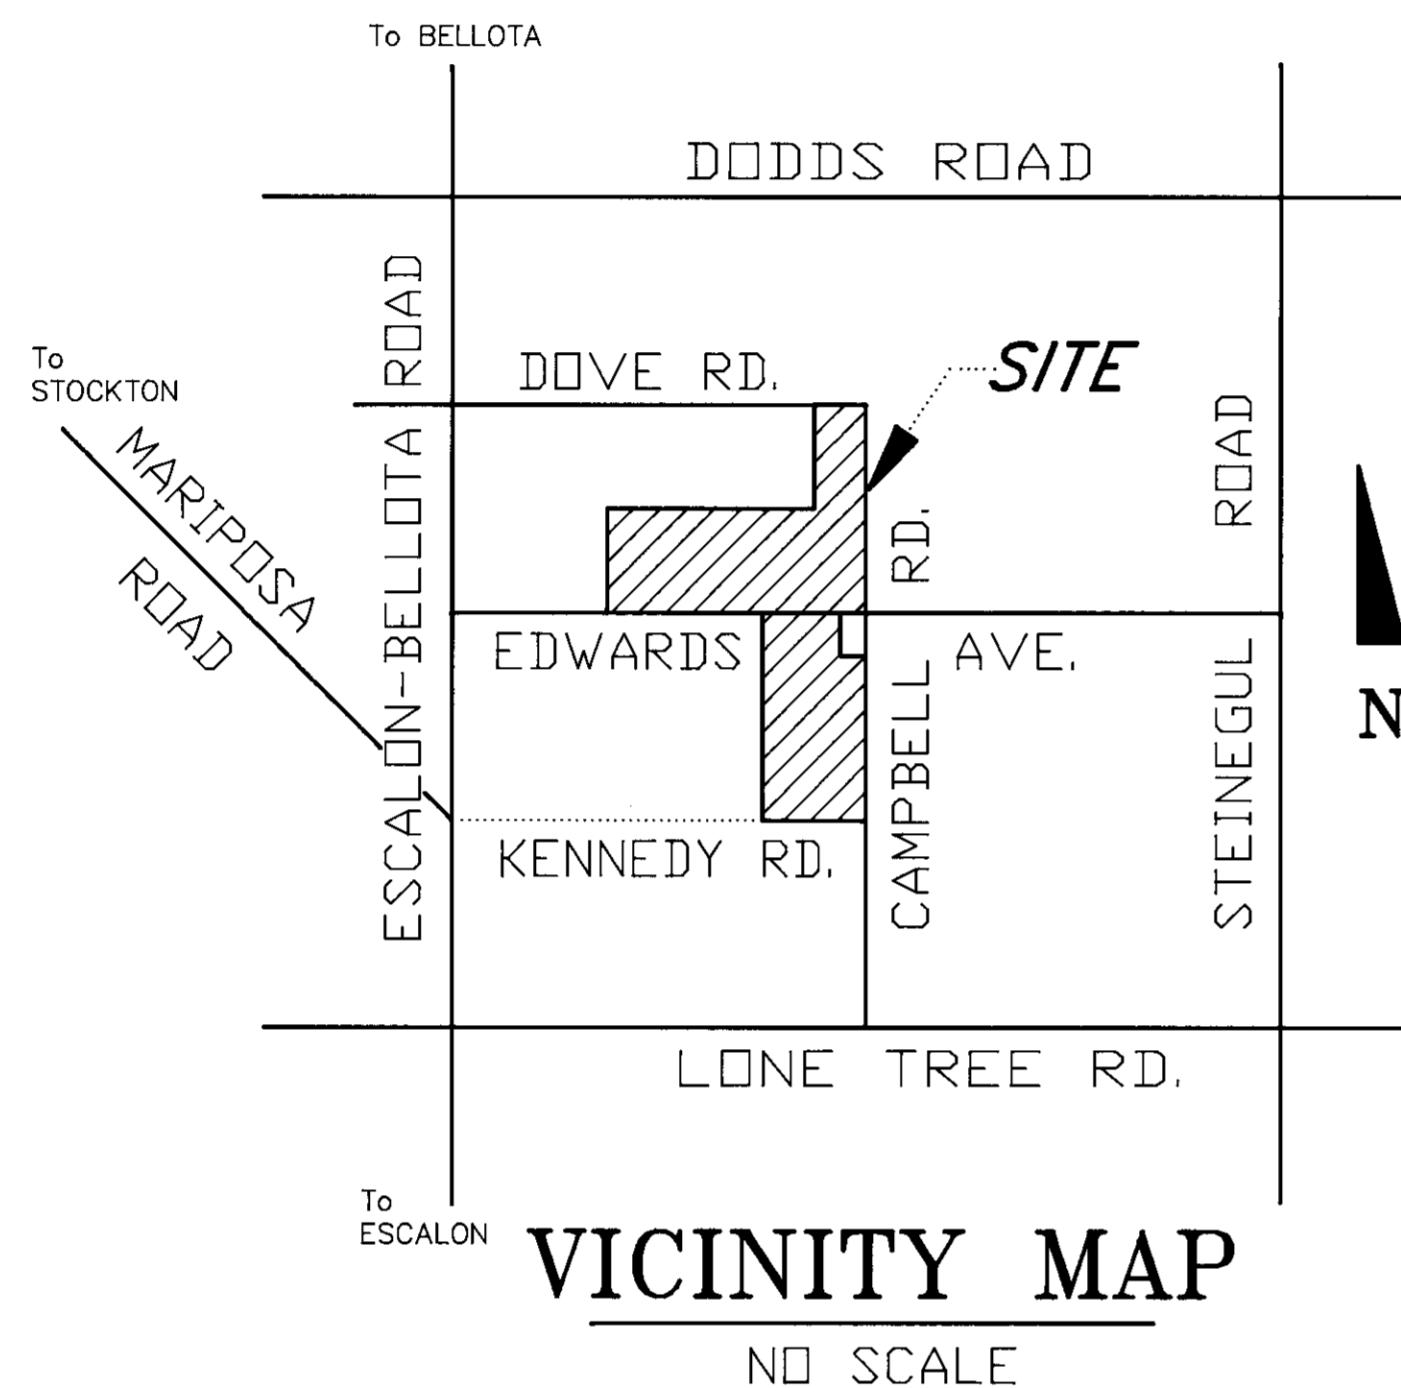 To BELLOTA
DODDS ROAD
ESCALON-BELLOTA ROAD
To
STOCKTON
MARIPOSA
ROAD
DOVE RD.
SITE
CAMPBELL RD.
STEINEGUL ROAD
EDWARDS AVE.
N
KENNEDY RD.
LONE TREE RD.
To
ESCALON
VICINITY MAP
NO SCALE